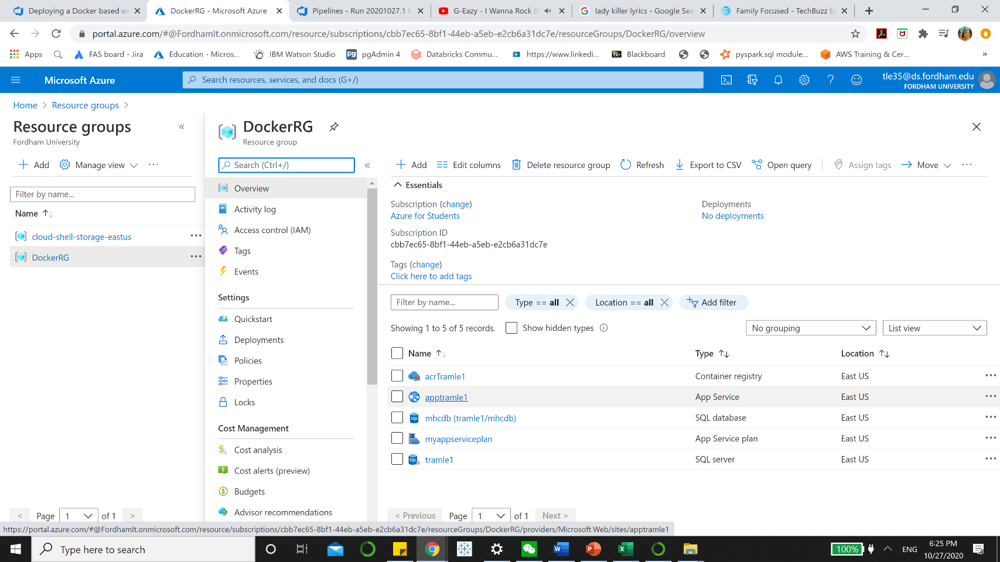 Deploying a Docker based we
DockerRG - Microsoft Azure
Pipelines - Run 20201027.1 lo
G-Eazy - I Wanna Rock (
lady killer lyrics - Google Sea
Family Focused - TechBuzz by
portal.azure.com/#@FordhamIt.onmicrosoft.com/resource/subscriptions/cbb7ec65-8bf1-44eb-a5eb-e2cb6a31dc7e/resourceGroups/DockerRG/overview
Apps
FAS board - Jira
Education - Micros...
IBM Watson Studio
pgAdmin 4
Databricks Commu...
https://www.linkedi...
Blackboard
pyspark.sql module...
AWS Training & Cer...
»
Microsoft Azure
Search resources, services, and docs (G+/)
tle35@ds.fordham.edu
FORDHAM UNIVERSITY
Home > Resource groups >
Resource groups
«
Fordham University
Add
Manage view
...
Filter by name...
Name
cloud-shell-storage-eastus
...
DockerRG
...
< Page 1 of 1 >
DockerRG
Resource group
Search (Ctrl+/)
«
Overview
Activity log
Access control (IAM)
Tags
Events
Settings
Quickstart
Deployments
Policies
Properties
Locks
Cost Management
Cost analysis
Cost alerts (preview)
Budgets
Advisor recommendations
Add
Edit columns
Delete resource group
Refresh
Export to CSV
Open query
Assign tags
Move
...
Essentials
Subscription (change)
Azure for Students
Deployments
No deployments
Subscription ID
cbb7ec65-8bf1-44eb-a5eb-e2cb6a31dc7e
Tags (change)
Click here to add tags
Filter by name...
Type == all
Location == all
Add filter
Showing 1 to 5 of 5 records.
Show hidden types
No grouping
List view
Name Type Location
acrTramle1 Container registry East US ...
apptramle1 App Service East US ...
mhcdb (tramle1/mhcdb) SQL database East US ...
myappserviceplan App Service plan East US ...
tramle1 SQL server East US ...
< Previous Page 1 of 1 Next >
https://portal.azure.com/#@FordhamIt.onmicrosoft.com/resource/subscriptions/cbb7ec65-8bf1-44eb-a5eb-e2cb6a31dc7e/resourceGroups/DockerRG/providers/Microsoft.Web/sites/apptramle1
Type here to search
100%
ENG
6:25 PM
10/27/2020